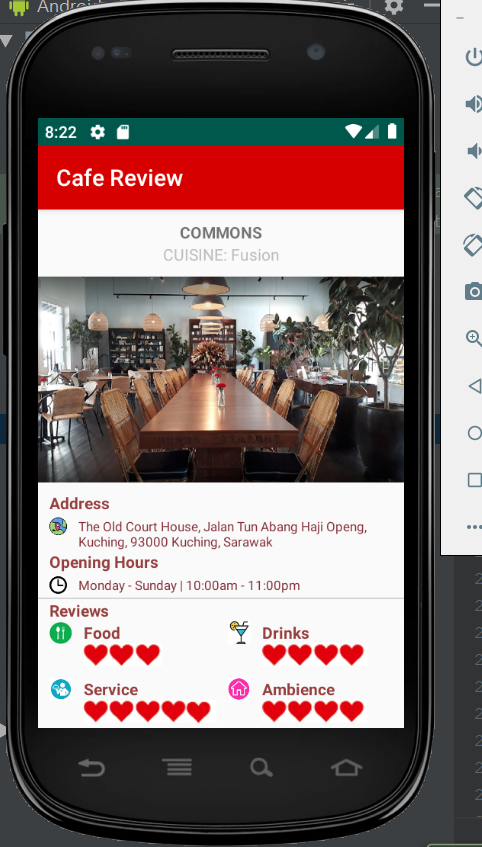 Androi
8:22
Cafe Review
COMMONS
CUISINE: Fusion
Address
The Old Court House, Jalan Tun Abang Haji Openg,
Kuching, 93000 Kuching, Sarawak
Opening Hours
Monday - Sunday | 10:00am - 11:00pm
Reviews
Food
Drinks
Service
Ambience